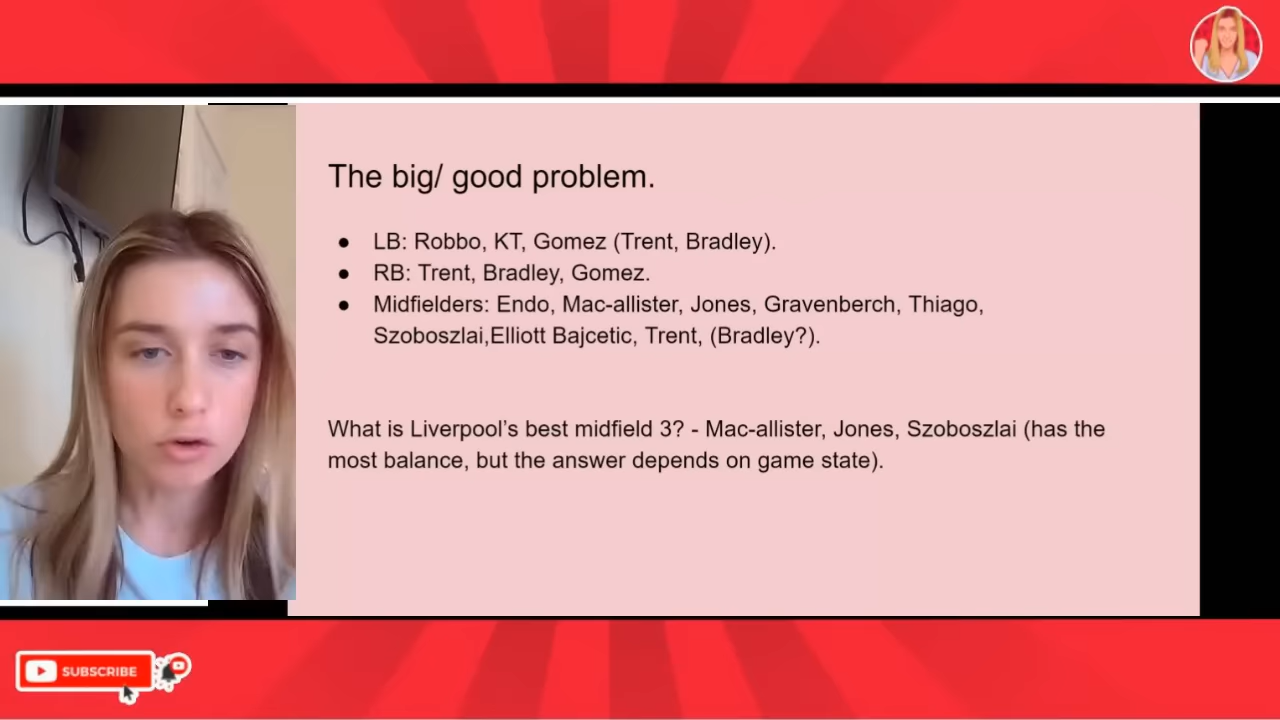 The big/ good problem.
● LB: Robbo, KT, Gomez (Trent, Bradley).
● RB: Trent, Bradley, Gomez.
● Midfielders: Endo, Mac-allister, Jones, Gravenberch, Thiago,
Szoboszlai,Elliott Bajcetic, Trent, (Bradley?).
What is Liverpool’s best midfield 3? - Mac-allister, Jones, Szoboszlai (has the
most balance, but the answer depends on game state).
SUBSCRIBE